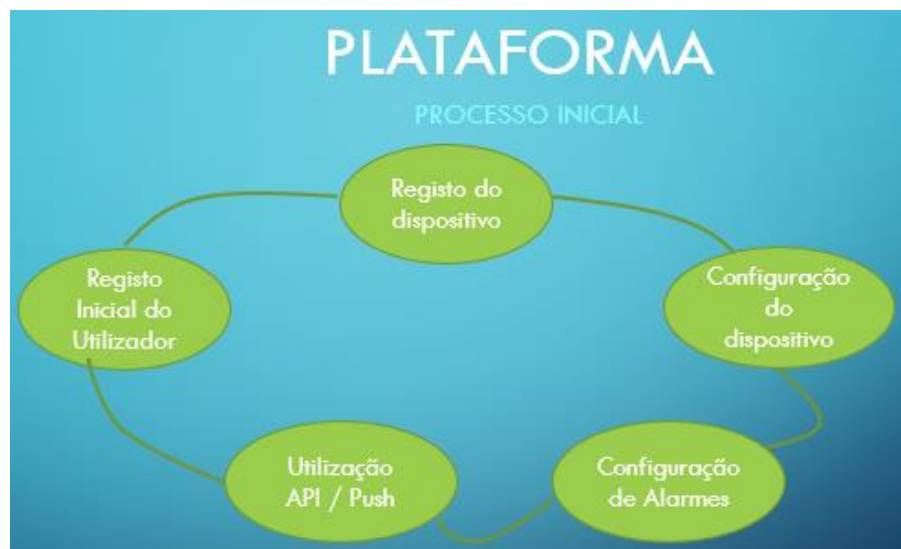 PLATAFORMA
PROCESSO INICIAL
Registo do
dispositivo
Registo
Inicial do
Utilizador
Configuração
do
dispositivo
Utilização
API / Push
Configuração
de Alarmes